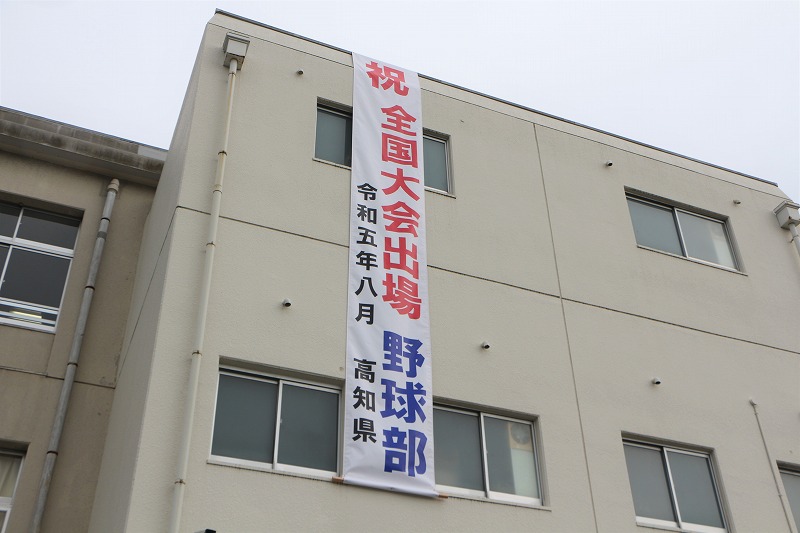 祝 全国大会出場 野球部
令和五年八月 高知県